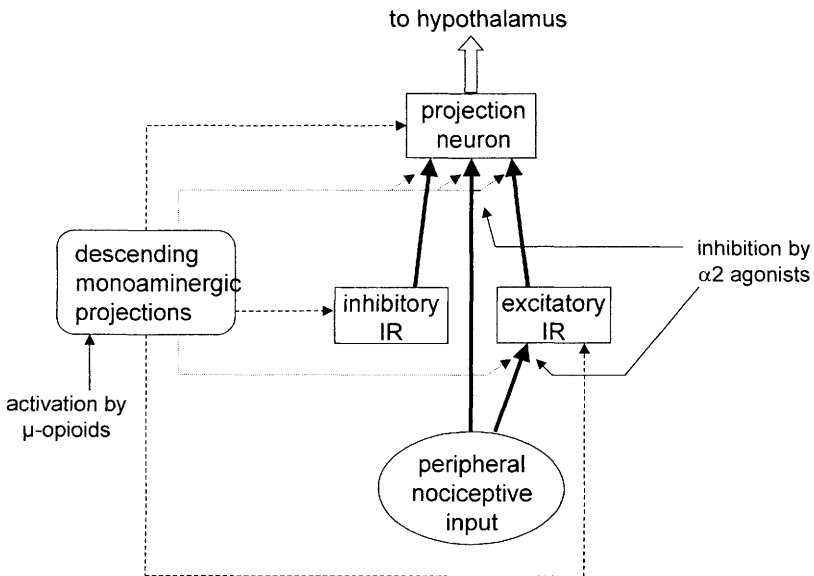 to hypothalamus
projection
neuron
descending
monoaminergic
projections
inhibition by
α2 agonists
inhibitory
IR
excitatory
IR
activation by
μ-opioids
peripheral
nociceptive
input